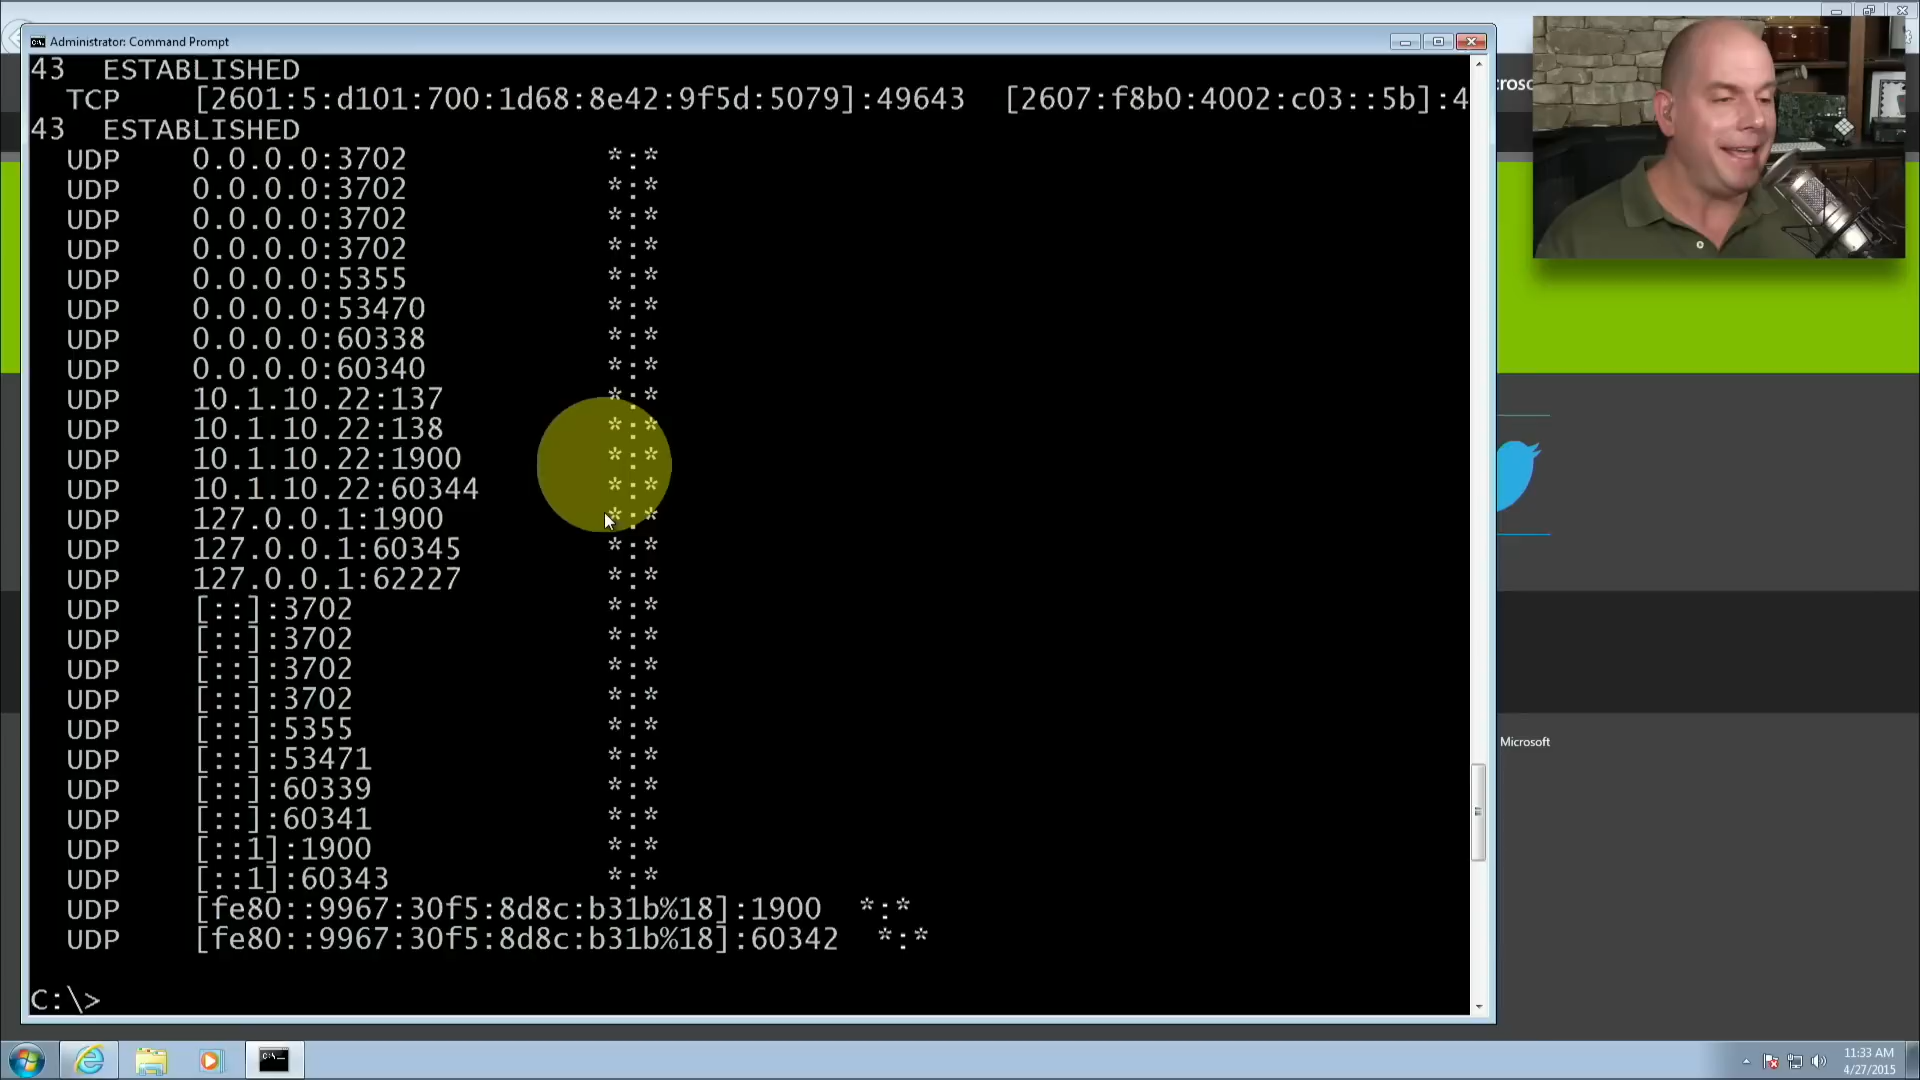 Administrator: Command Prompt
43 ESTABLISHED
TCP [2601:5:d101:700:1d68:8e42:9f5d:5079]:49643 [2607:f8b0:4002:c03::5b]:4
43 ESTABLISHED
UDP 0.0.0.0:3702 *:*
UDP 0.0.0.0:3702 *:*
UDP 0.0.0.0:3702 *:*
UDP 0.0.0.0:3702 *:*
UDP 0.0.0.0:5355 *:*
UDP 0.0.0.0:53470 *:*
UDP 0.0.0.0:60338 *:*
UDP 0.0.0.0:60340 *:*
UDP 10.1.10.22:137 *:*
UDP 10.1.10.22:138 *:*
UDP 10.1.10.22:1900 *:*
UDP 10.1.10.22:60344 *:*
UDP 127.0.0.1:1900 *:*
UDP 127.0.0.1:60345 *:*
UDP 127.0.0.1:62227 *:*
UDP [::]:3702 *:*
UDP [::]:3702 *:*
UDP [::]:3702 *:*
UDP [::]:3702 *:*
UDP [::]:5355 *:*
UDP [::]:53471 *:*
UDP [::]:60339 *:*
UDP [::]:60341 *:*
UDP [::1]:1900 *:*
UDP [::1]:60343 *:*
UDP [fe80::9967:30f5:8d8c:b31b%18]:1900 *:*
UDP [fe80::9967:30f5:8d8c:b31b%18]:60342 *:*
C:\>
crosc
Microsoft
11:33 AM
4/27/2015